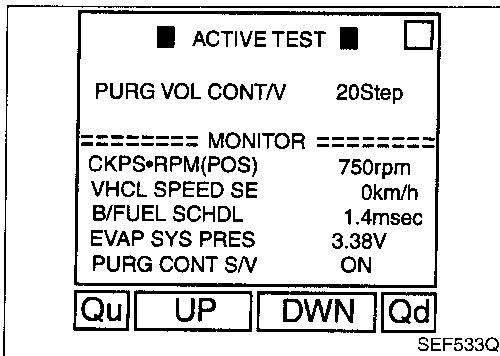 ACTIVE TEST
PURG VOL CONT/V 20Step
======== MONITOR ========
CKPS•RPM(POS) 750rpm
VHCL SPEED SE 0km/h
B/FUEL SCHDL 1.4msec
EVAP SYS PRES 3.38V
PURG CONT S/V ON
Qu UP DWN Qd
SEF533Q